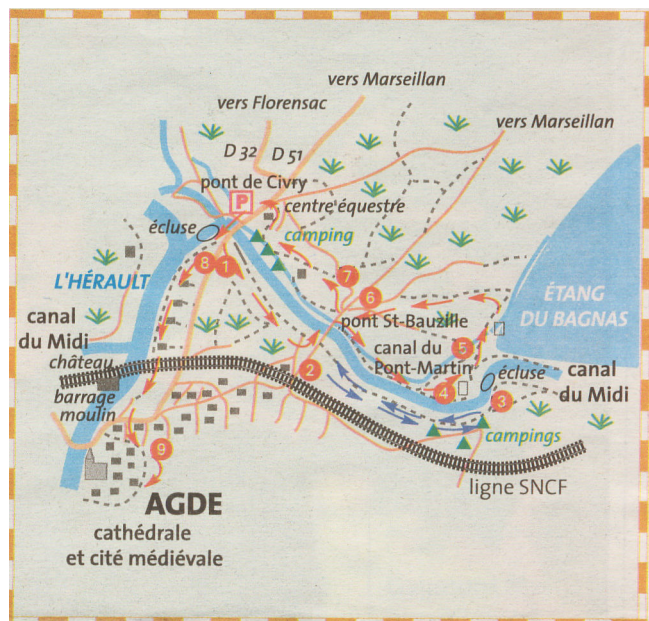 vers Marseillan
vers Florensac
vers Marseillan
D 32
D 51
pont de Civry
P
centre équestre
écluse
camping
8
1
7
6
L'HÉRAULT
ÉTANG
DU BAGNAS
canal
du Midi
pont St-Bauzille
château
canal du
Pont-Martin
5
écluse
canal
du Midi
2
4
3
barrage
moulin
campings
9
ligne SNCF
AGDE
cathédrale
et cité médiévale